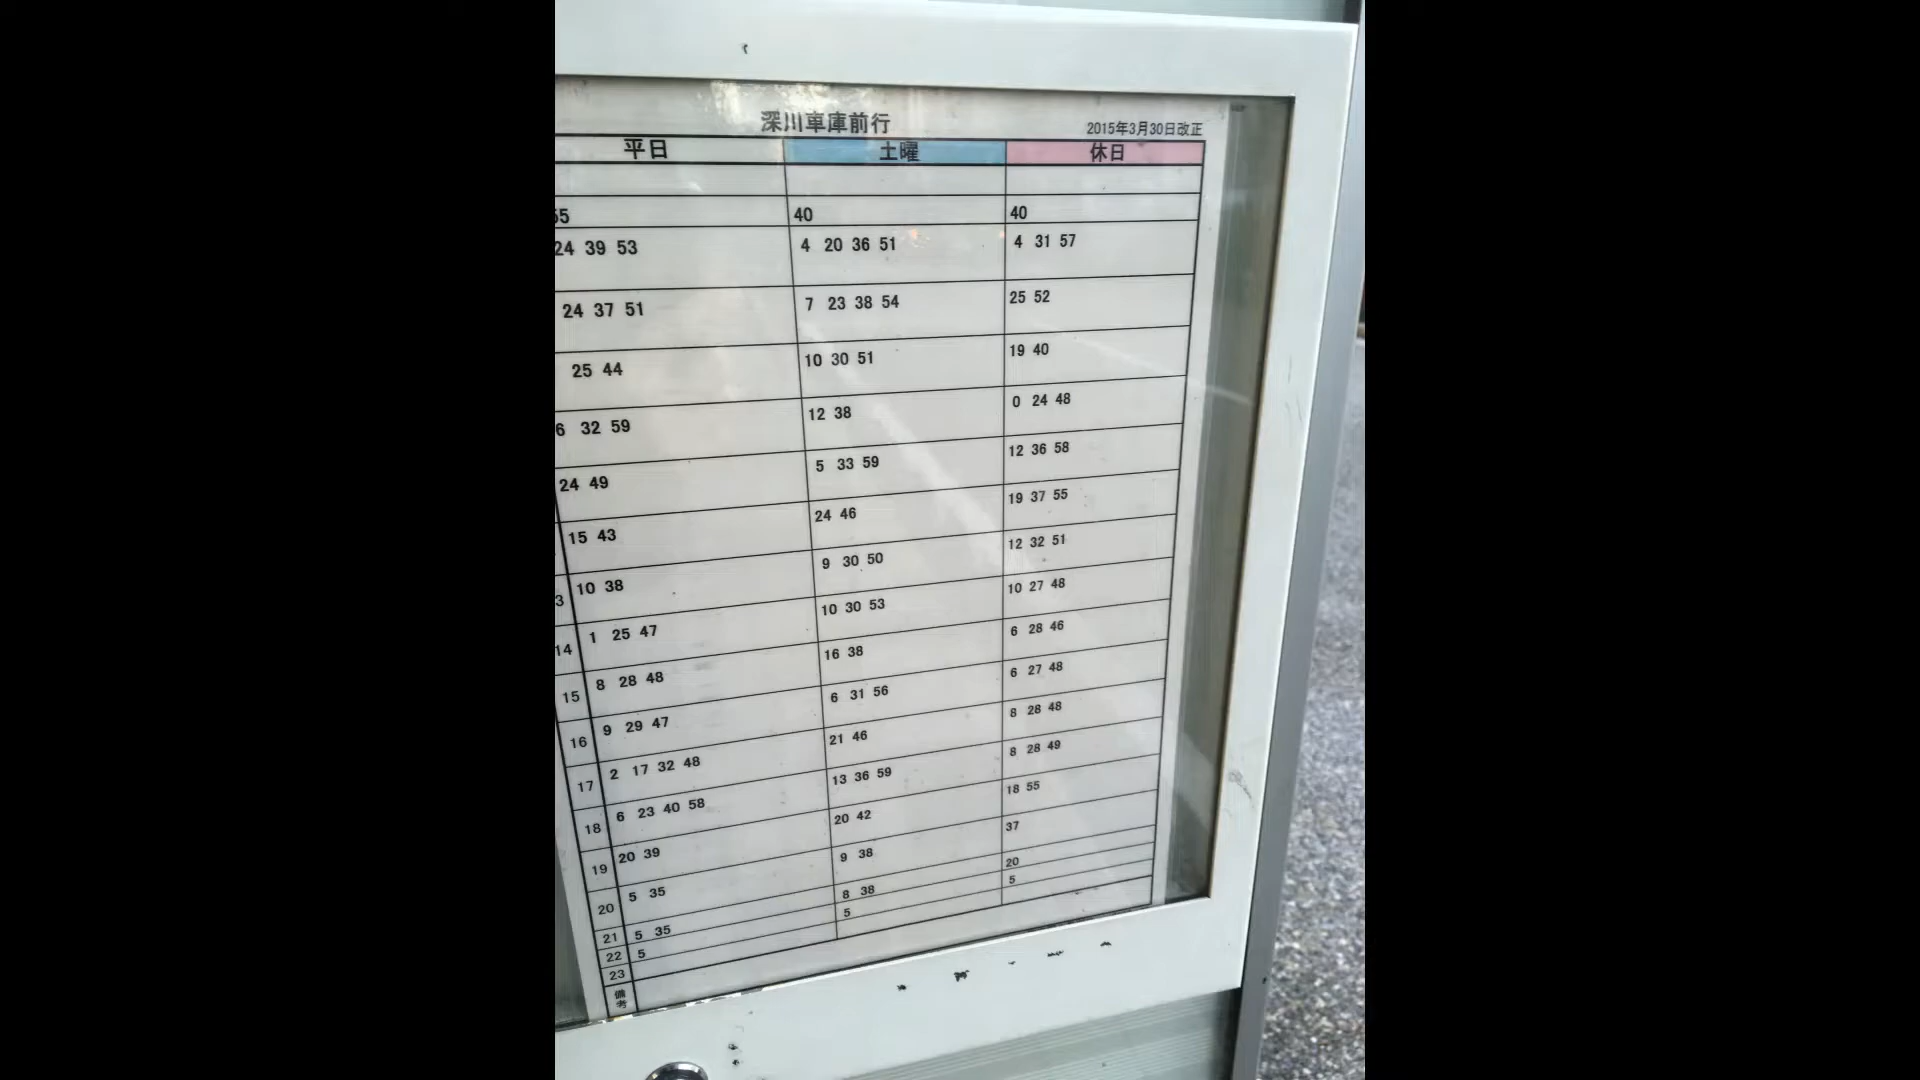 深川車庫前行
2015年3月30日改正
平日 土曜 休日
40 40
24 39 53 4 20 36 51 4 31 57
24 37 51 7 23 38 54 25 52
25 44 10 30 51 19 40
6 32 59 12 38 0 24 48
24 49 5 33 59 12 36 58
15 43 24 46 19 37 55
3 10 38 9 30 50 12 32 51
14 1 25 47 10 30 53 10 27 48
15 8 28 48 16 38 6 28 46
16 9 29 47 6 31 56 6 27 48
17 2 17 32 48 21 46 8 28 48
18 6 23 40 58 13 36 59 8 28 49
19 20 39 20 42 18 55
20 5 35 9 38 37
21 5 35 8 38 20
22 5 5 5
23
備考